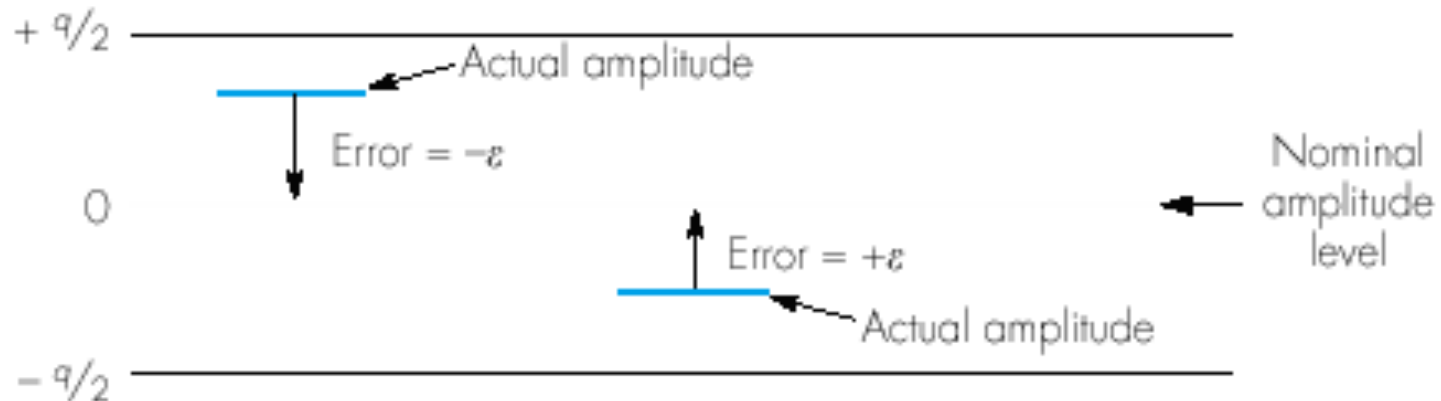 + q/2
Actual amplitude
Error = −ε
0
Nominal
amplitude
level
Error = +ε
Actual amplitude
− q/2